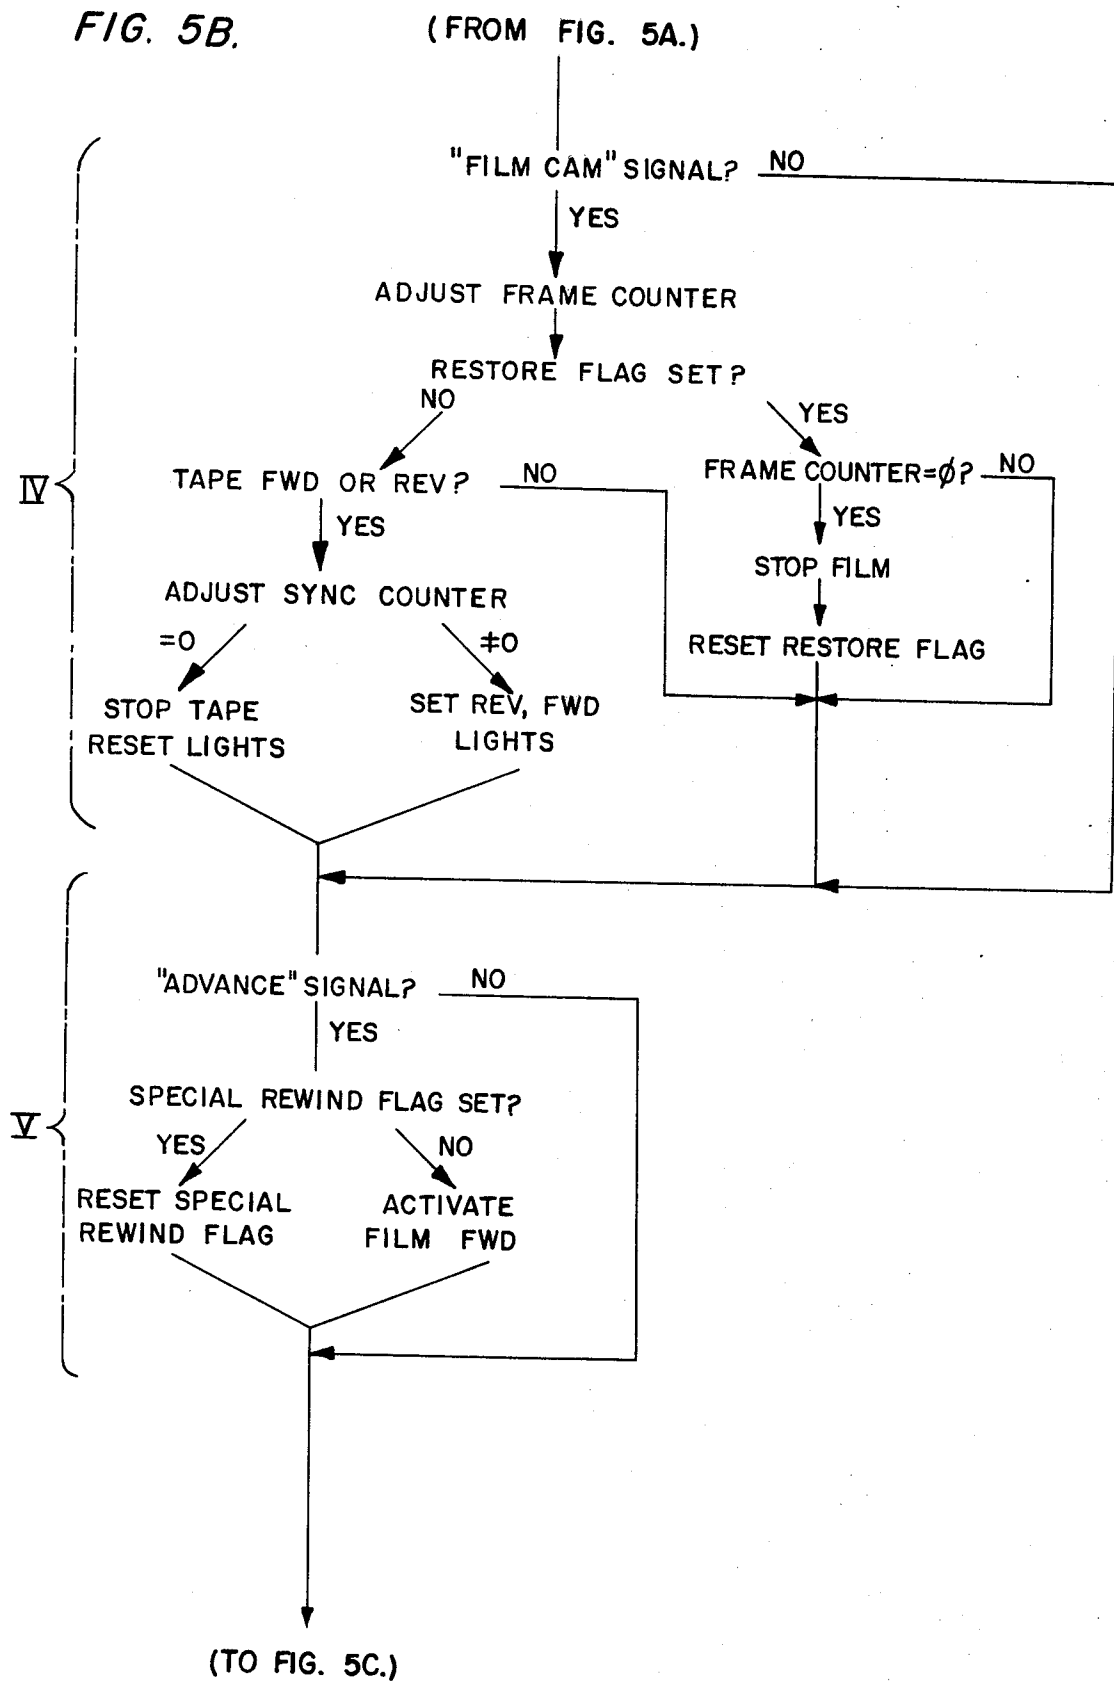 FIG. 5B.
(FROM FIG. 5A.)
"FILM CAM" SIGNAL? NO
YES
ADJUST FRAME COUNTER
RESTORE FLAG SET?
NO
YES
TAPE FWD OR REV? NO
FRAME COUNTER=ϕ? NO
IV
YES
YES
STOP FILM
ADJUST SYNC COUNTER
=0
≠0
RESET RESTORE FLAG
STOP TAPE
RESET LIGHTS
SET REV, FWD
LIGHTS
"ADVANCE" SIGNAL? NO
YES
SPECIAL REWIND FLAG SET?
V
YES
NO
RESET SPECIAL
REWIND FLAG
ACTIVATE
FILM FWD
(TO FIG. 5C.)